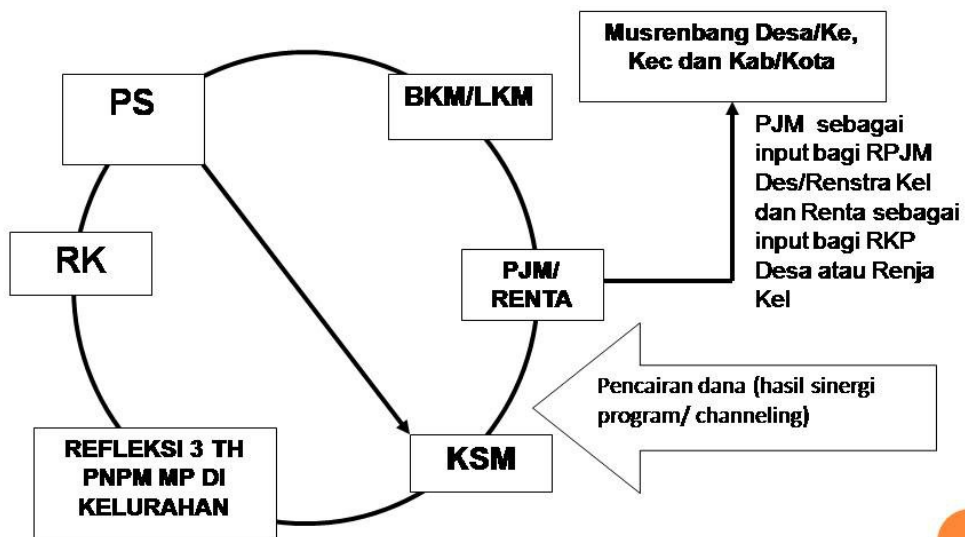 PS
BKM/LKM
Musrenbang Desa/Ke,
Kec dan Kab/Kota
PJM sebagai
input bagi RPJM
Des/Renstra Kel
dan Renta sebagai
input bagi RKP
Desa atau Renja
Kel
RK
PJM/
RENTA
Pencairan dana (hasil sinergi
program/ channeling)
REFLEKSI 3 TH
PNPM MP DI
KELURAHAN
KSM